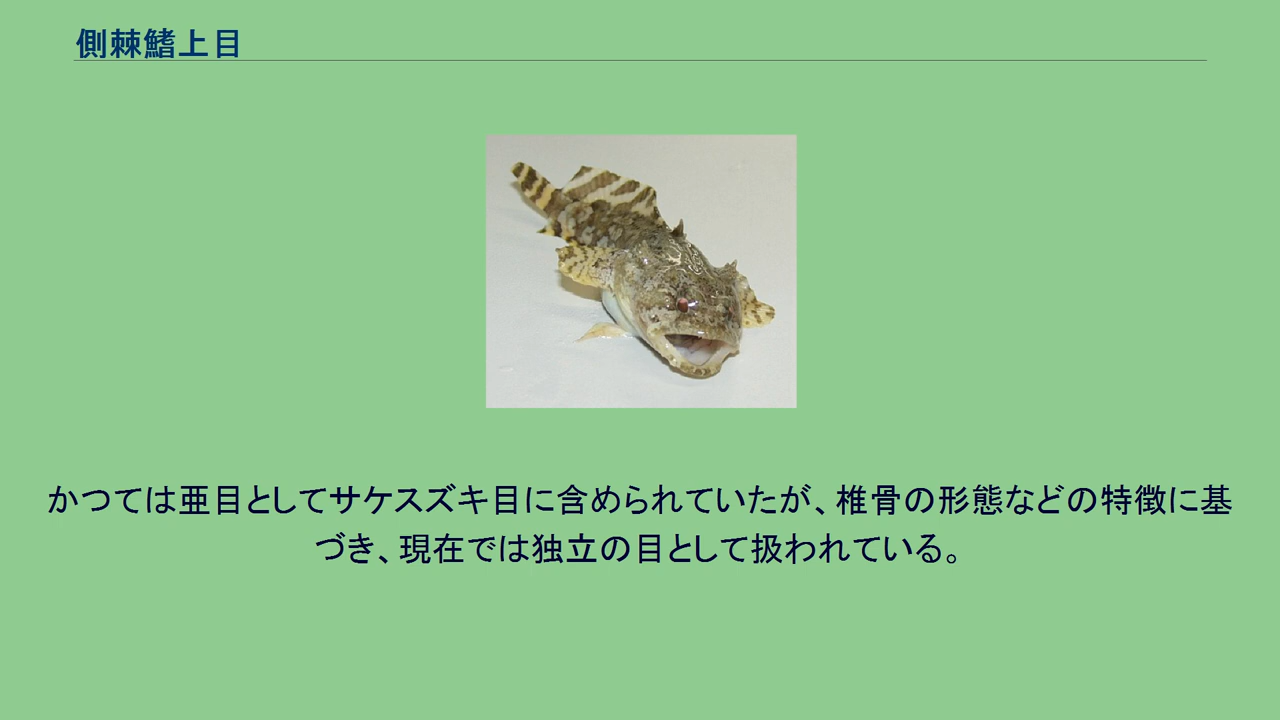 側棘鰭上目
かつては亜目としてサケスズキ目に含められていたが、椎骨の形態などの特徴に基
づき、現在では独立の目として扱われている。